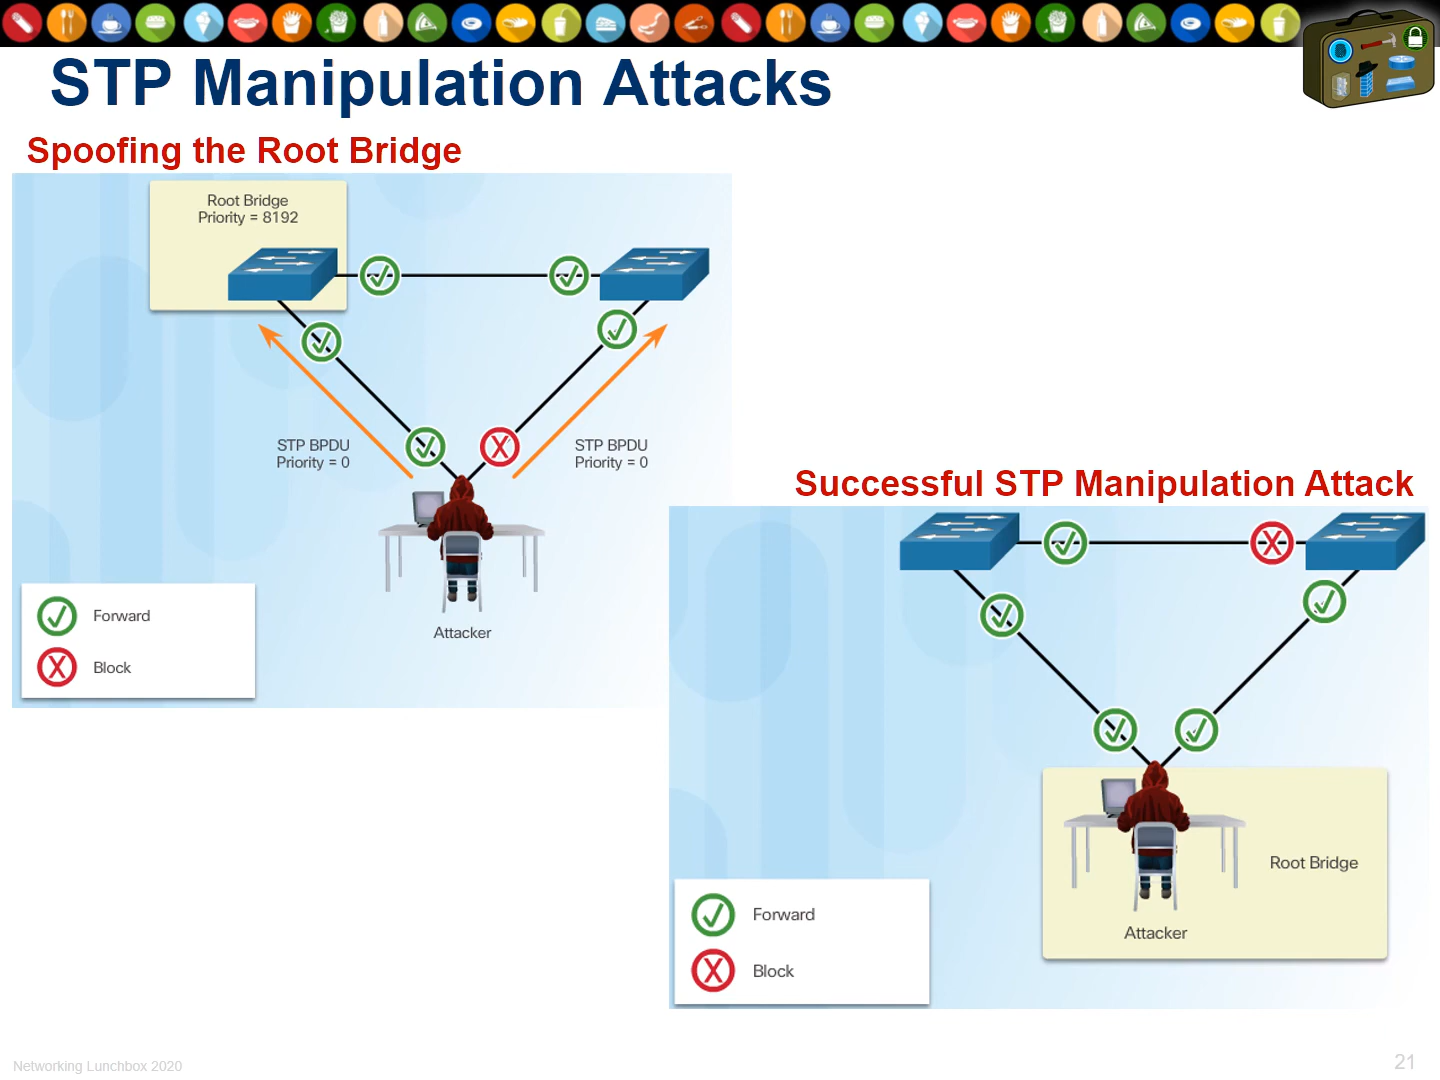 STP Manipulation Attacks
Spoofing the Root Bridge
Root Bridge
Priority = 8192
STP BPDU
Priority = 0
STP BPDU
Priority = 0
Attacker
Forward
Block
Successful STP Manipulation Attack
Root Bridge
Attacker
Forward
Block
Networking Lunchbox 2020
21